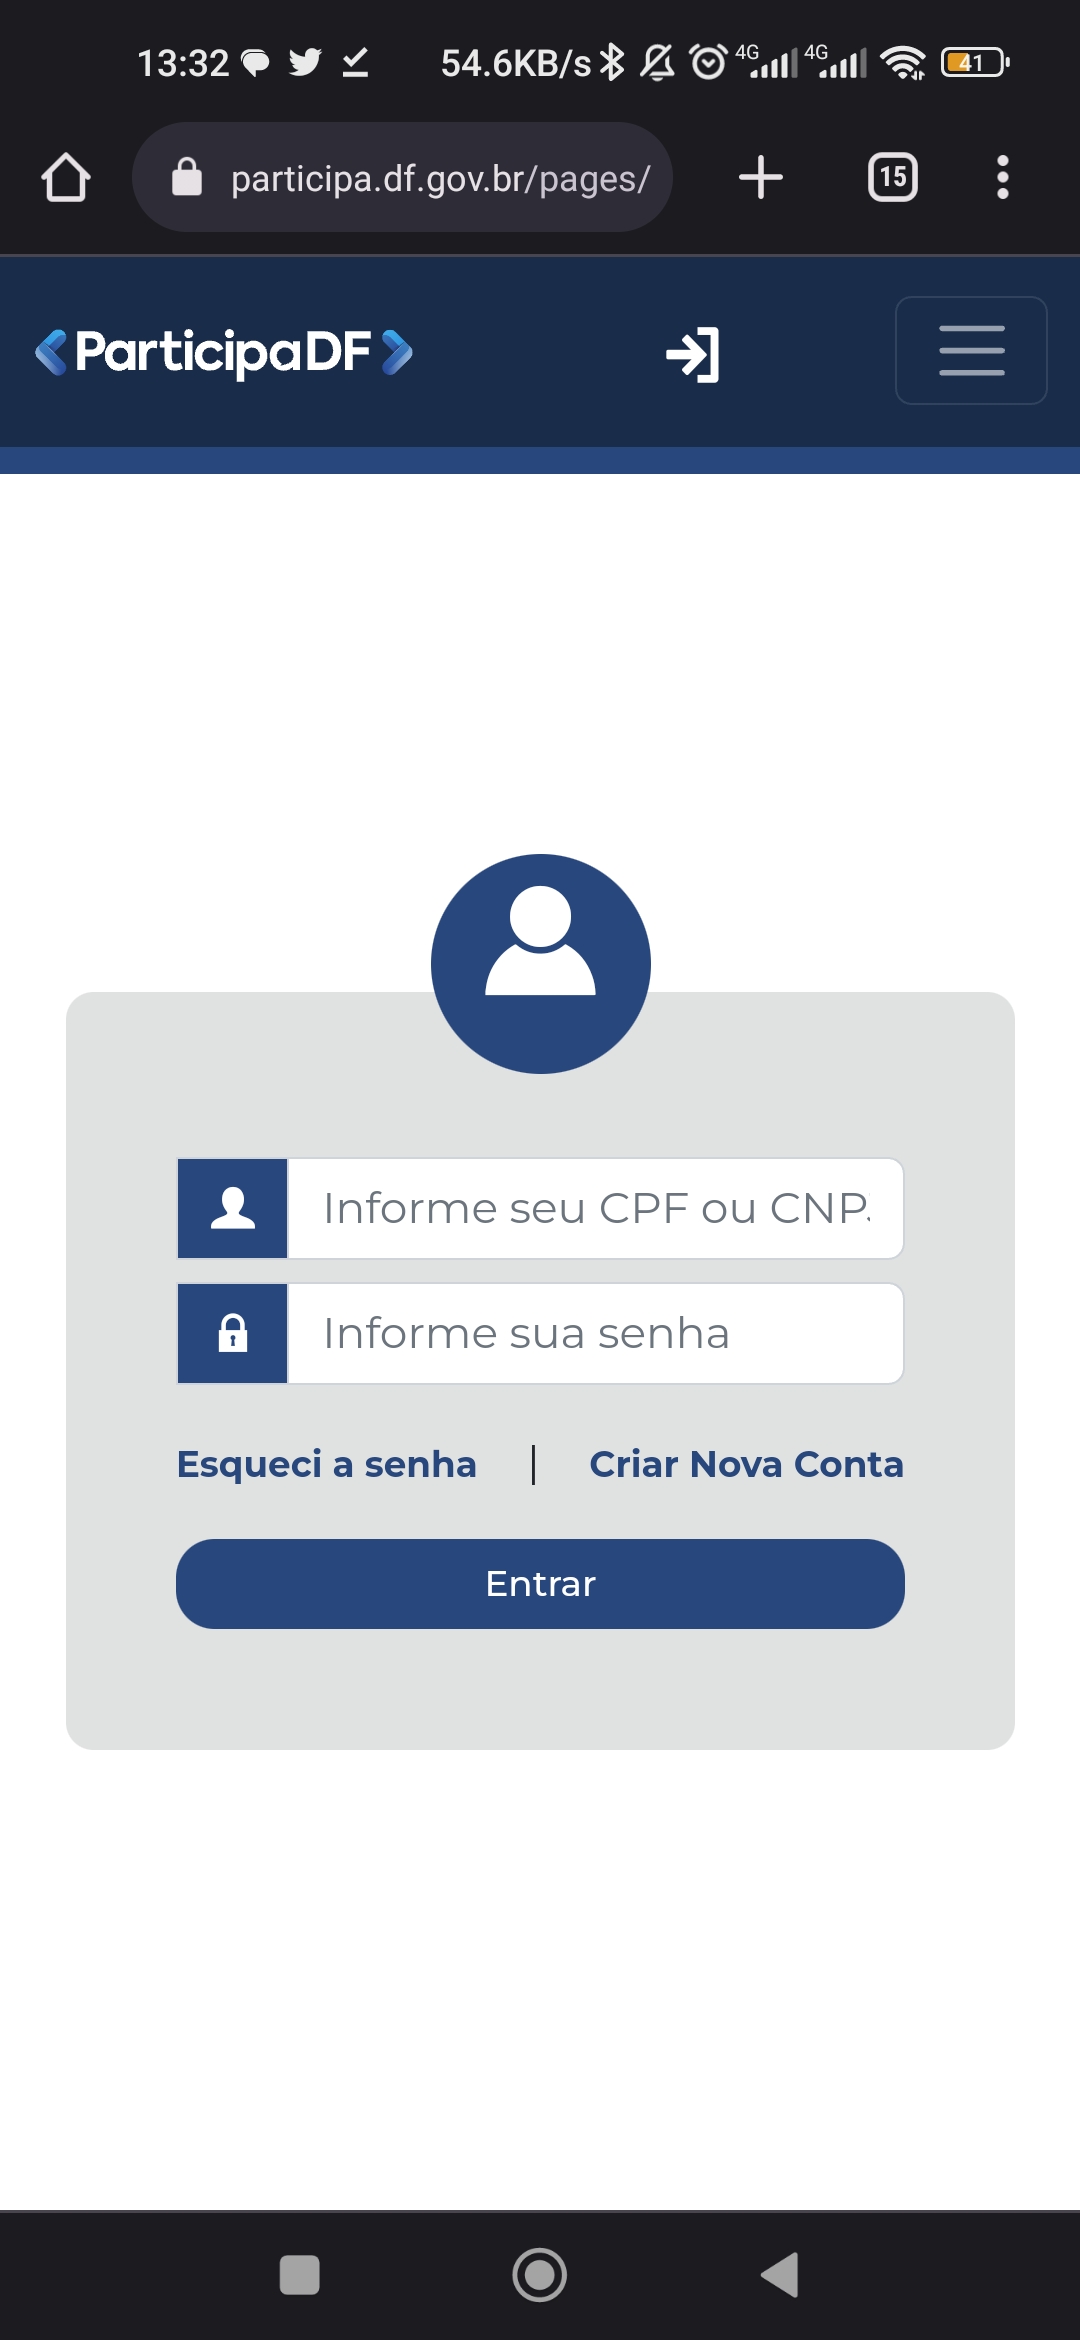 13:32 54.6KB/s 4G 4G 41
participa.df.gov.br/pages/ 15
ParticipaDF
Informe seu CPF ou CNP
Informe sua senha
Esqueci a senha | Criar Nova Conta
Entrar